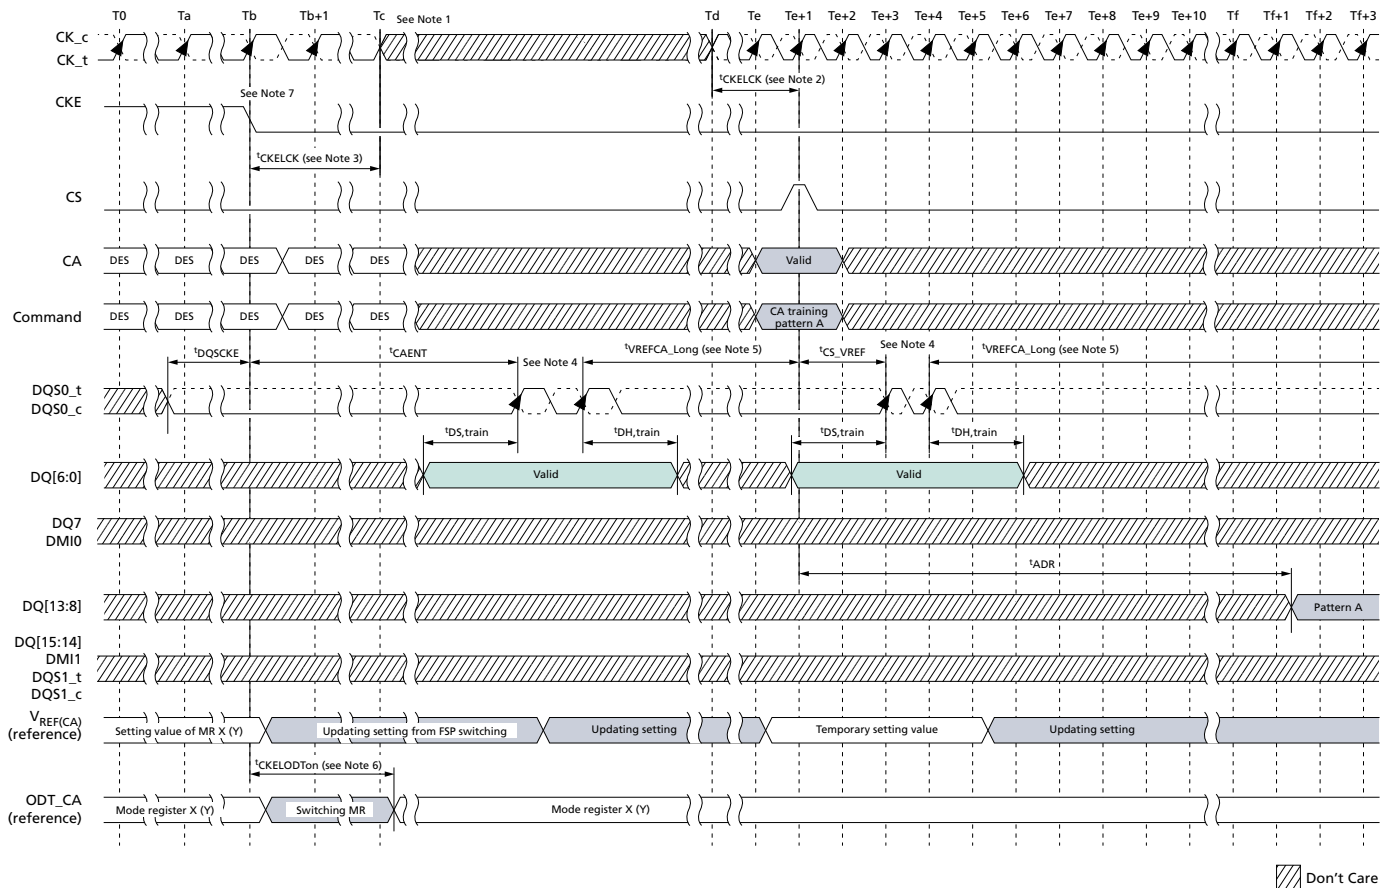 T0 Ta Tb Tb+1 Tc See Note 1 Td Te Te+1 Te+2 Te+3 Te+4 Te+5 Te+6 Te+7 Te+8 Te+9 Te+10 Tf Tf+1 Tf+2 Tf+3
CK_c
CK_t
tCKELCK (see Note 2)
CKE
See Note 7
tCKELCK (see Note 3)
CS
CA DES DES DES DES DES Valid
Command DES DES DES DES DES CA training
pattern A
tDQSCKE tCAENT See Note 4 tVREFCA_Long (see Note 5) tCS_VREF See Note 4 tVREFCA_Long (see Note 5)
DQS0_t
DQS0_c
tDS,train tDH,train tDS,train tDH,train
DQ[6:0] Valid Valid
DQ7
DMI0
tADR
DQ[13:8] Pattern A
DQ[15:14]
DMI1
DQS1_t
DQS1_c
VREF(CA)
(reference) Setting value of MR X (Y) Updating setting from FSP switching Updating setting Temporary setting value Updating setting
tCKELODTon (see Note 6)
ODT_CA
(reference) Mode register X (Y) Switching MR Mode register X (Y)
Don't Care